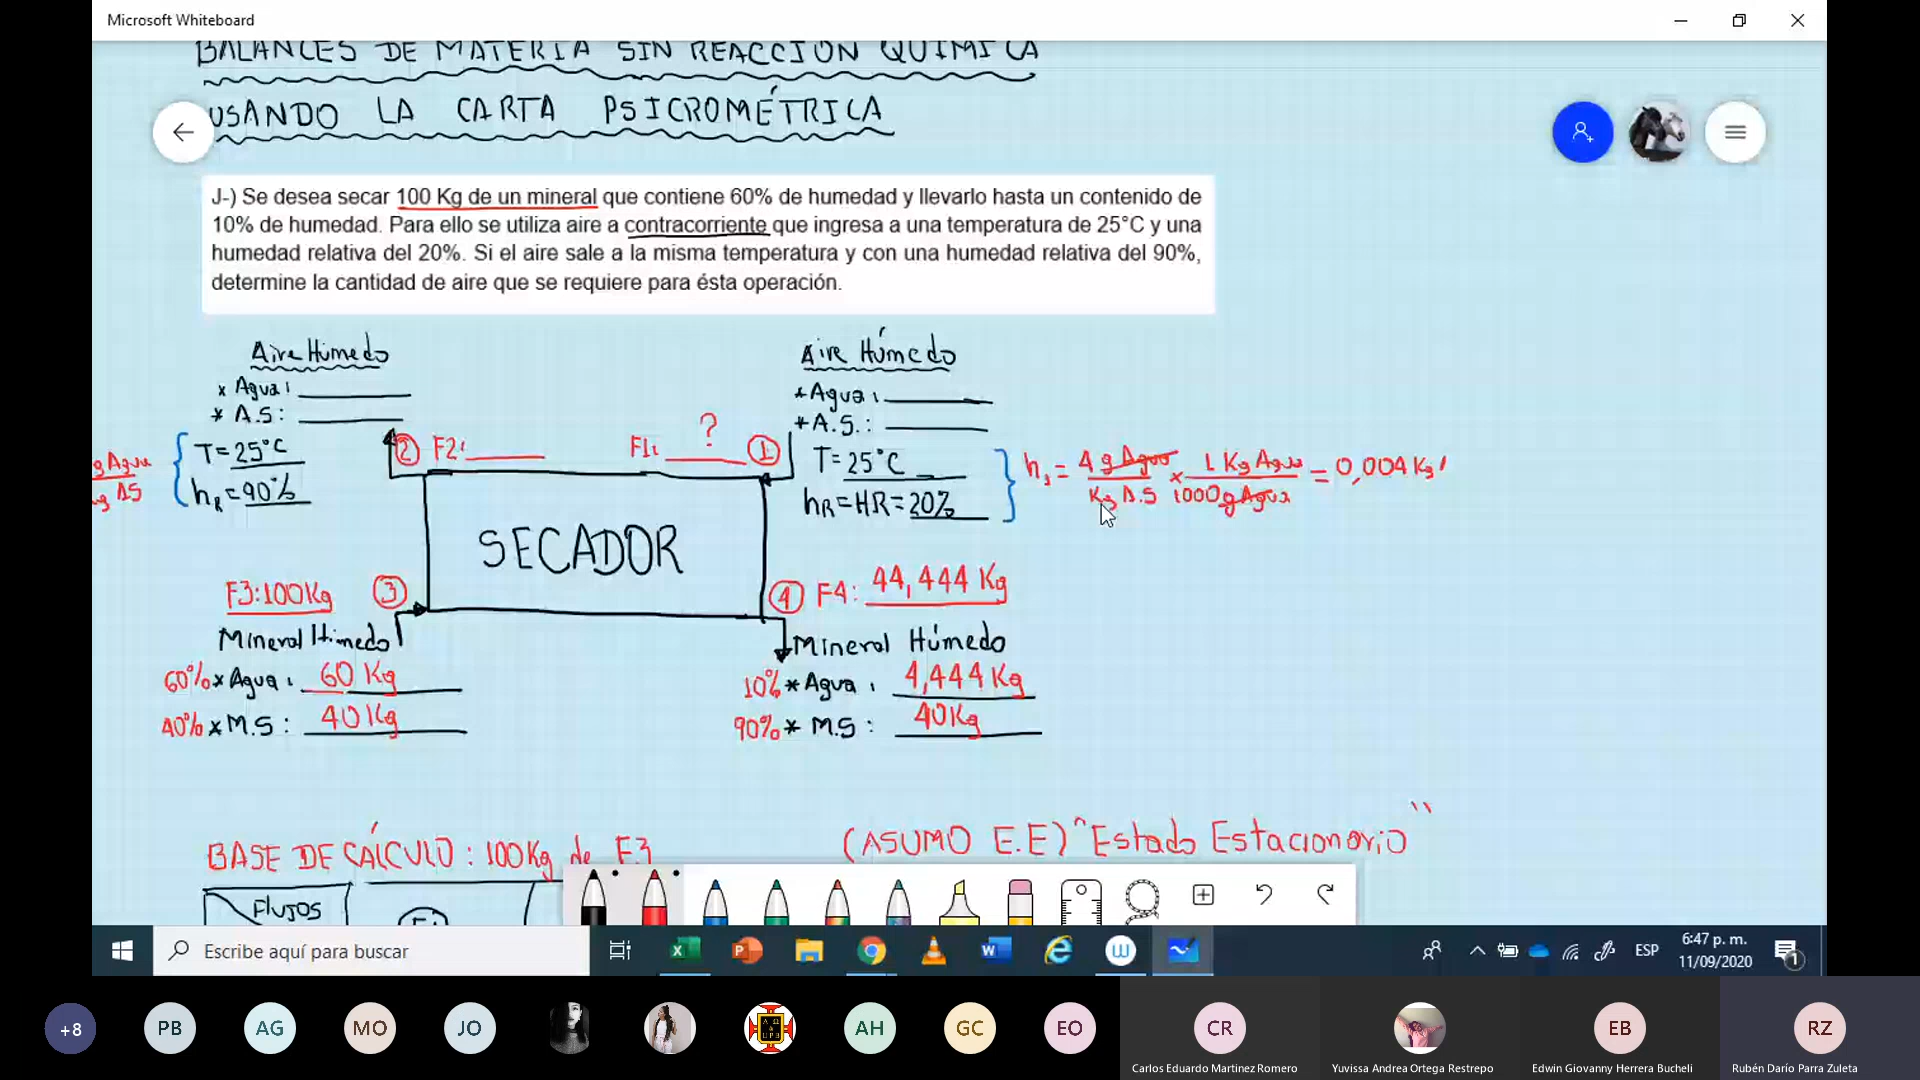 Microsoft Whiteboard
BALANCES DE MATERIA SIN REACCION QUIMICA
USANDO LA CARTA PSICROMÉTRICA
J-) Se desea secar 100 Kg de un mineral que contiene 60% de humedad y llevarlo hasta un contenido de
10% de humedad. Para ello se utiliza aire a contracorriente que ingresa a una temperatura de 25°C y una
humedad relativa del 20%. Si el aire sale a la misma temperatura y con una humedad relativa del 90%,
determine la cantidad de aire que se requiere para ésta operación.
Aire Húmedo
* Agua:
* A.S:
T=25°C
hR=90%
g Agua
g AS
2 F2:
F1: ?
1
Aire Húmedo
* Agua:
* A.S.:
T=25°C
hR=HR=20%
h1 = 4 g Agua / Kg A.S × 1 Kg Agua / 1000g Agua = 0,004 Kg
SECADOR
F3:100Kg
3
Mineral Húmedo
60% * Agua: 60 Kg
40% * M.S: 40 Kg
4 F4: 44,444 Kg
Mineral Húmedo
10% * Agua: 4,444 Kg
90% * M.S: 40Kg
BASE DE CÁLCULO: 100Kg de F3
(ASUMO E.E) "Estado Estacionario"
Flujos
Escribe aquí para buscar
ESP
6:47 p. m.
11/09/2020
1
+8
PB
AG
MO
JO
AH
GC
EO
CR
Carlos Eduardo Martinez Romero
Yuvissa Andrea Ortega Restrepo
EB
Edwin Giovanny Herrera Bucheli
RZ
Rubén Darío Parra Zuleta